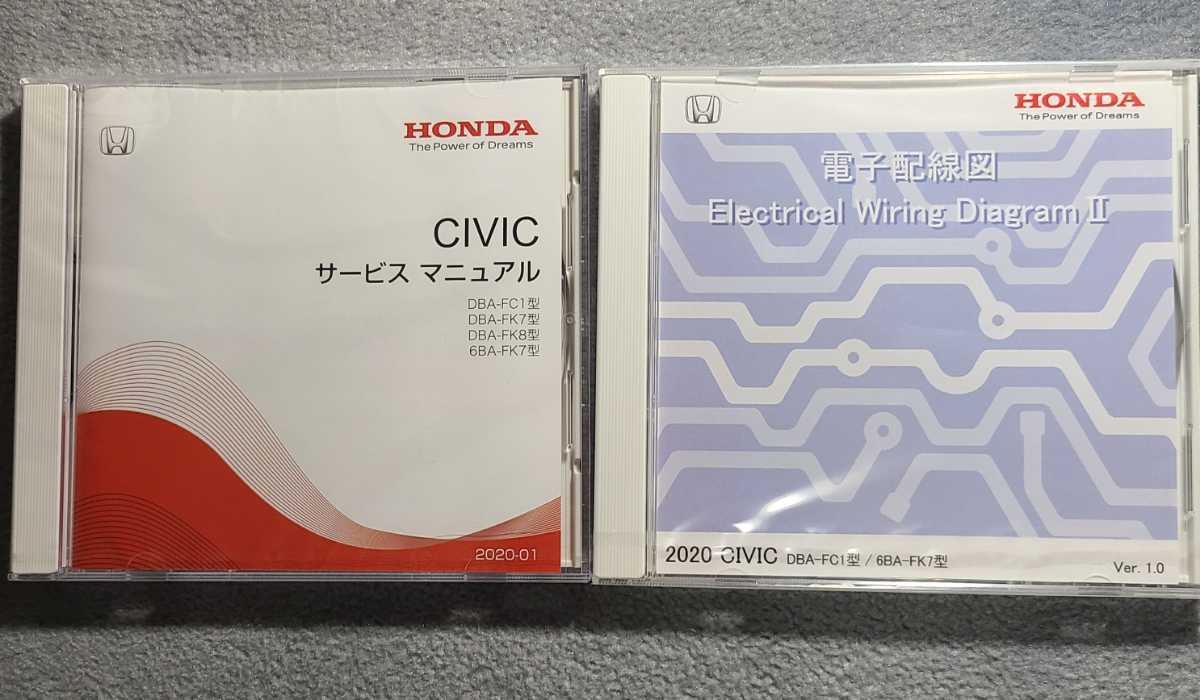 HONDA
The Power of Dreams
CIVIC
サービス マニュアル
DBA-FC1型
DBA-FK7型
DBA-FK8型
6BA-FK7型
2020-01
HONDA
The Power of Dreams
電子配線図
Electrical Wiring Diagram Ⅱ
2020 CIVIC DBA-FC1型 / 6BA-FK7型
Ver. 1.0